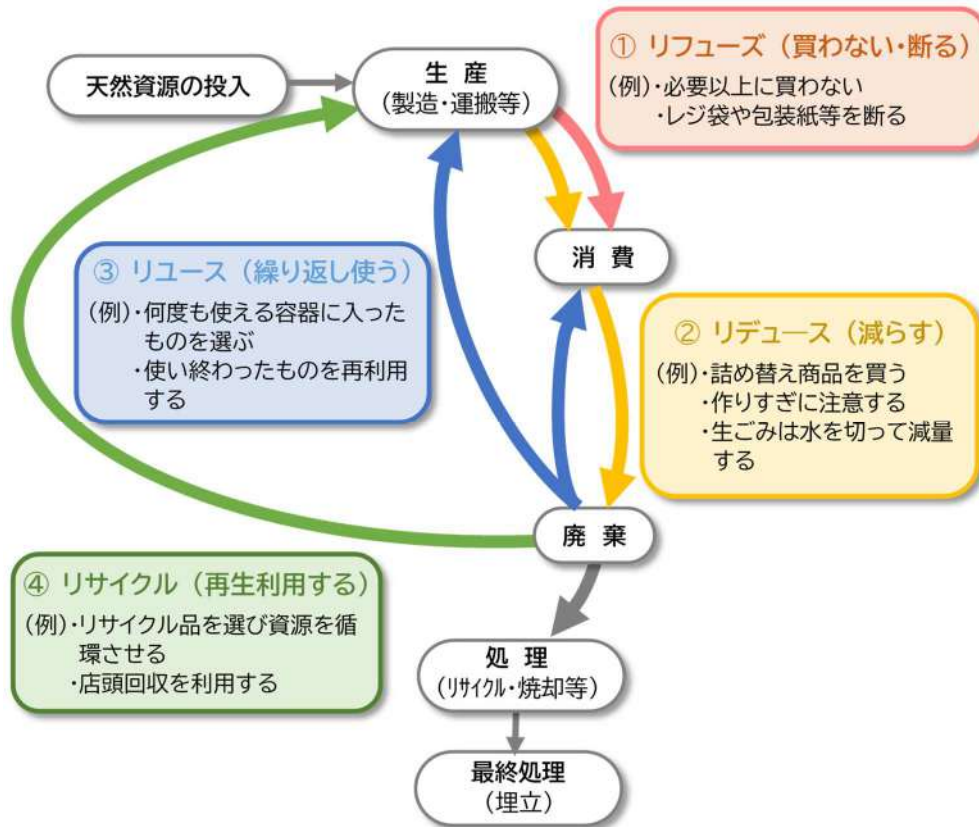 ① リフューズ（買わない・断る）
（例）・必要以上に買わない
・レジ袋や包装紙等を断る
天然資源の投入
生 産
（製造・運搬等）
消 費
③ リユース（繰り返し使う）
（例）・何度も使える容器に入った
ものを選ぶ
・使い終わったものを再利用
する
② リデュース（減らす）
（例）・詰め替え商品を買う
・作りすぎに注意する
・生ごみは水を切って減量
する
廃 棄
④ リサイクル（再生利用する）
（例）・リサイクル品を選び資源を循
環させる
・店頭回収を利用する
処 理
（ﾘｻｲｸﾙ・焼却等）
最終処理
（埋立）